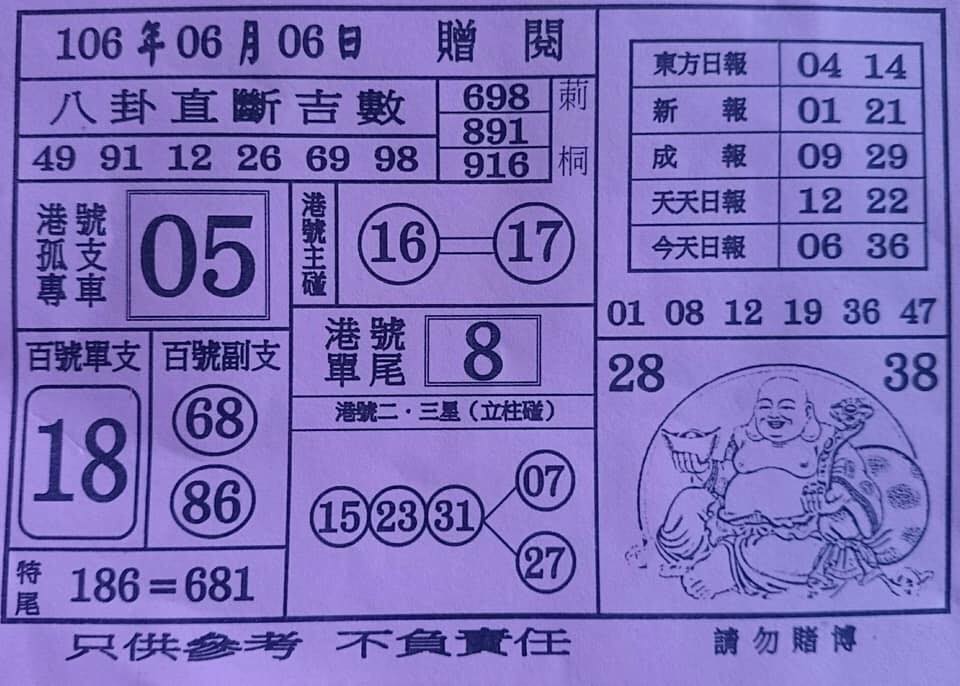 106年06月06日 贈閱
八卦直斷吉數
49 91 12 26 69 98
698
891
916
莿
桐
港號
孤支
專車
05
港號主碰
16 17
百號單支
18
百號副支
68
86
特尾
186=681
港號
單尾
8
港號二．三星（立柱碰）
15 23 31
07
27
東方日報 04 14
新報 01 21
成報 09 29
天天日報 12 22
今天日報 06 36
01 08 12 19 36 47
28 38
只供參考 不負責任
請勿賭博